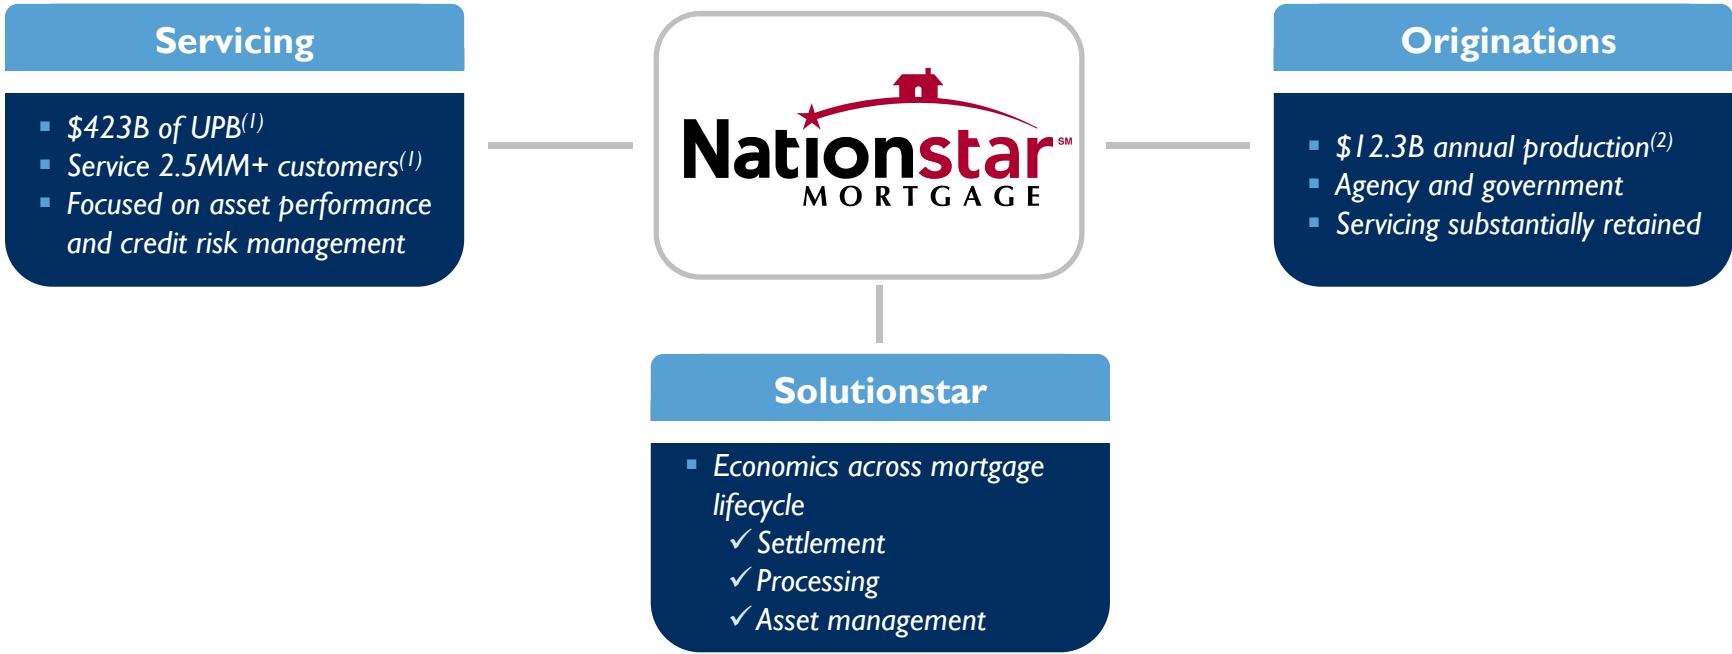 Servicing
▪ $423B of UPB(1)
▪ Service 2.5MM+ customers(1)
▪ Focused on asset performance
and credit risk management
Nationstar SM
MORTGAGE
Originations
▪ $12.3B annual production(2)
▪ Agency and government
▪ Servicing substantially retained
Solutionstar
▪ Economics across mortgage
lifecycle
✓ Settlement
✓ Processing
✓ Asset management